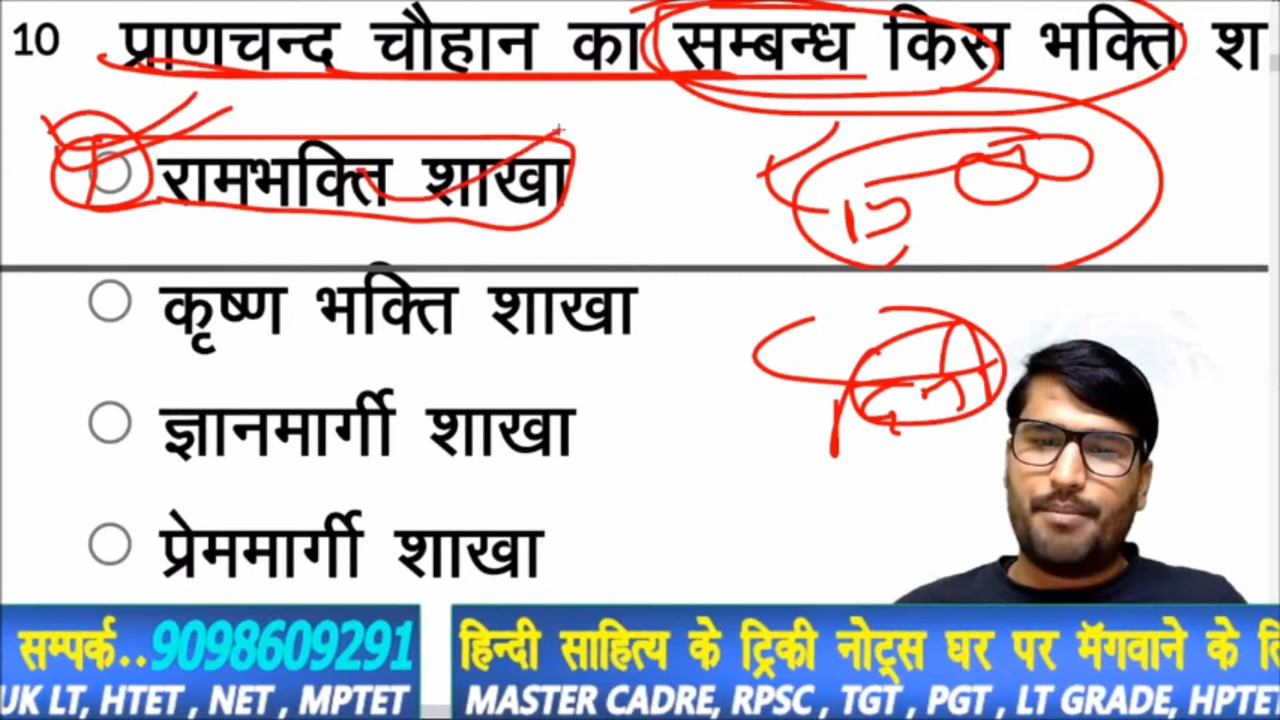 10 प्राणचन्द चौहान का सम्बन्ध किस भक्ति श
रामभक्ति शाखा
कृष्ण भक्ति शाखा
ज्ञानमार्गी शाखा
प्रेममार्गी शाखा
सम्पर्क..9098609291
UK LT, HTET , NET , MPTET
हिन्दी साहित्य के ट्रिकी नोट्स घर पर मॅगवाने के लि
MASTER CADRE, RPSC , TGT , PGT , LT GRADE, HPTET